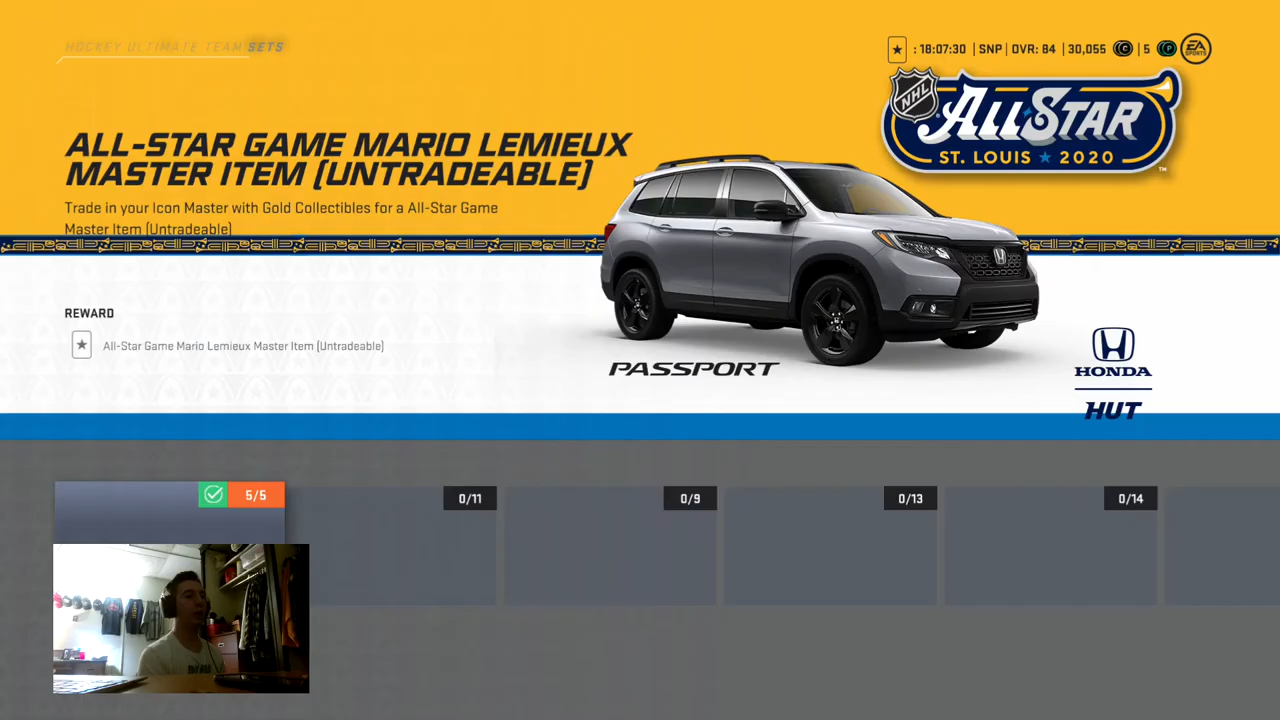 HOCKEY ULTIMATE TEAM SETS
: 18:07:30 | SNP | OVR: 84 | 30,055 C | 5 P EA SPORTS
NHL
ALL-STAR
ST. LOUIS ★ 2020 TM
ALL-STAR GAME MARIO LEMIEUX
MASTER ITEM (UNTRADEABLE)
Trade in your Icon Master with Gold Collectibles for a All-Star Game
Master Item (Untradeable)
REWARD
All-Star Game Mario Lemieux Master Item (Untradeable)
PASSPORT
HONDA
HUT
5/5
0/11
0/9
0/13
0/14